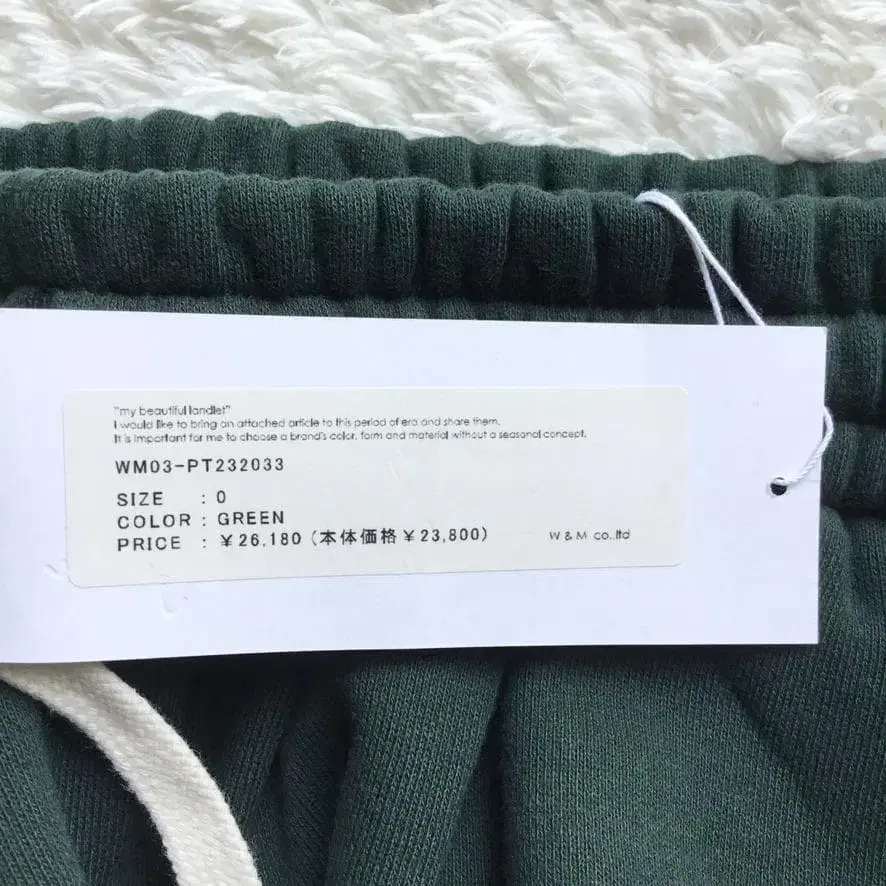 "my beautiful landlet"
I would like to bring an attached article to this period of era and share them.
It is important for me to choose a brand's color, form and material without a seasonal concept.
WM03-PT232033
SIZE : 0
COLOR : GREEN
PRICE : ¥26,180 (本体価格¥23,800)
W & M co.,ltd